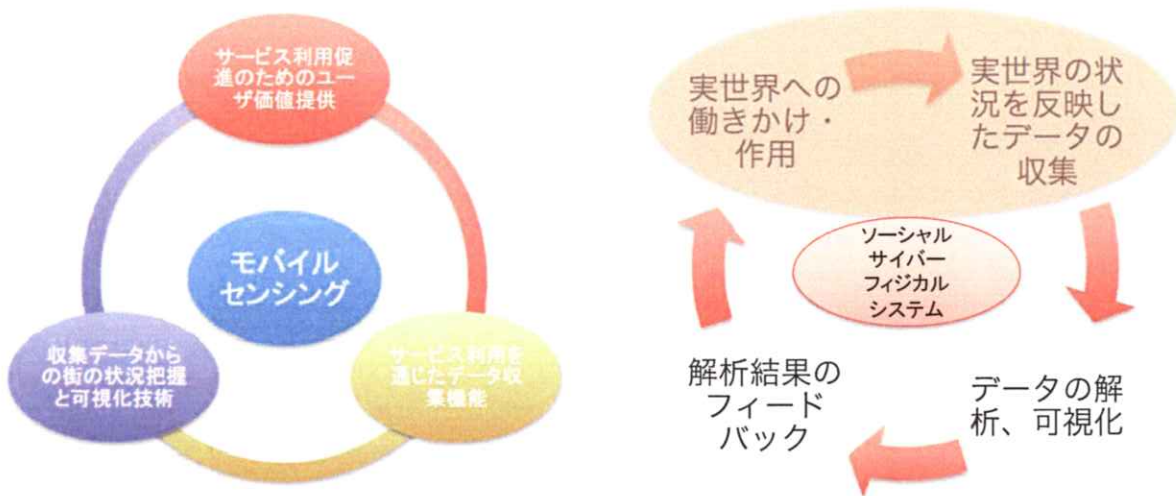 サービス利用促
進のためのユー
ザ価値提供
モバイル
センシング
収集データから
の街の状況把握
と可視化技術
サービス利用を
通じたデータ収
集機能
実世界への
働きかけ・
作用
実世界の状
況を反映し
たデータの
収集
ソーシャル
サイバー
フィジカル
システム
解析結果の
フィード
バック
データの解
析、可視化